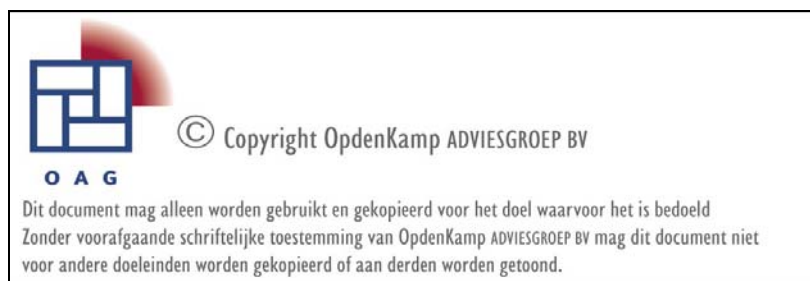 © Copyright OpdenKamp ADVIESGROEP BV
O A G
Dit document mag alleen worden gebruikt en gekopieerd voor het doel waarvoor het is bedoeld
Zonder voorafgaande schriftelijke toestemming van OpdenKamp ADVIESGROEP BV mag dit document niet
voor andere doeleinden worden gekopieerd of aan derden worden getoond.